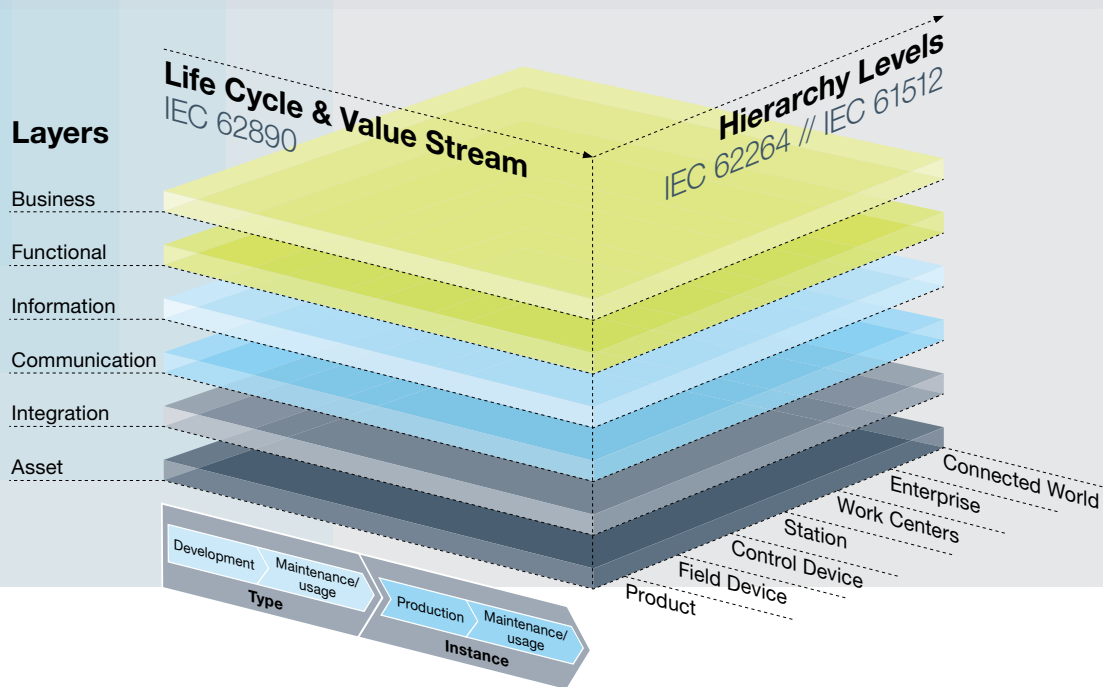 Life Cycle & Value Stream
IEC 62890
Hierarchy Levels
IEC 62264 // IEC 61512
Layers
Business
Functional
Information
Communication
Integration
Asset
Connected World
Enterprise
Work Centers
Station
Control Device
Field Device
Product
Development
Maintenance/
usage
Type
Production
Maintenance/
usage
Instance